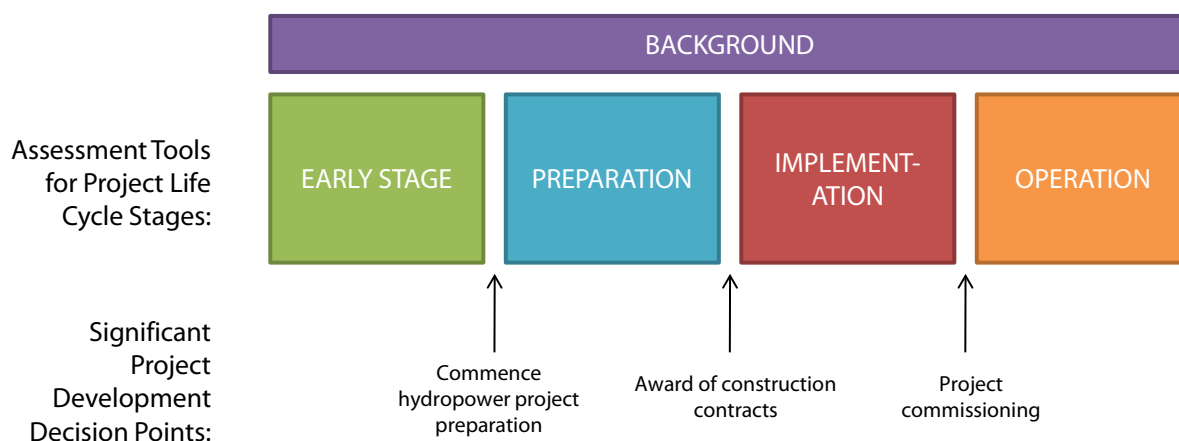 BACKGROUND
Assessment Tools
for Project Life
Cycle Stages:
EARLY STAGE
PREPARATION
IMPLEMENT-
ATION
OPERATION
Significant
Project
Development
Decision Points:
Commence
hydropower project
preparation
Award of construction
contracts
Project
commissioning